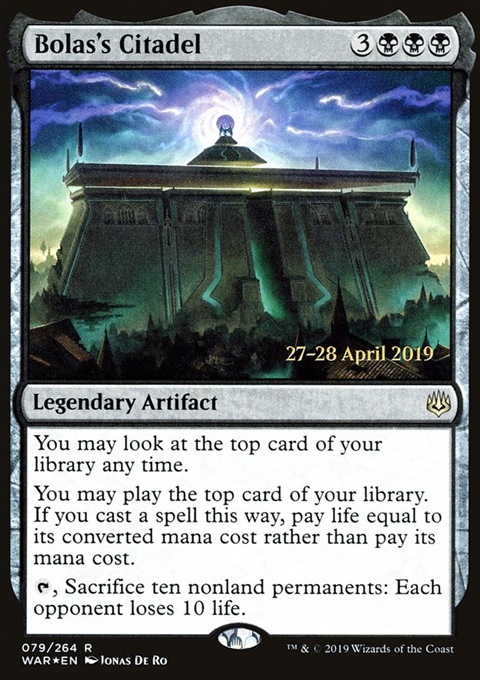 Bolas's Citadel 3
27–28 April 2019
Legendary Artifact
You may look at the top card of your
library any time.
You may play the top card of your library.
If you cast a spell this way, pay life equal to
its converted mana cost rather than pay its
mana cost.
, Sacrifice ten nonland permanents: Each
opponent loses 10 life.
079/264 R
WAR★EN Jonas De Ro
™ & © 2019 Wizards of the Coast